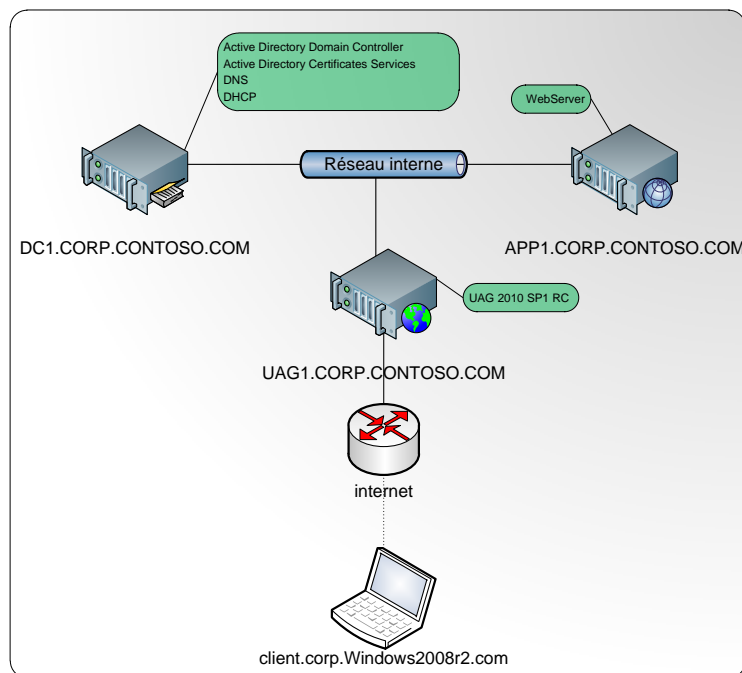 Active Directory Domain Controller
Active Directory Certificates Services
DNS
DHCP
WebServer
Réseau interne
DC1.CORP.CONTOSO.COM
APP1.CORP.CONTOSO.COM
UAG 2010 SP1 RC
UAG1.CORP.CONTOSO.COM
internet
client.corp.Windows2008r2.com